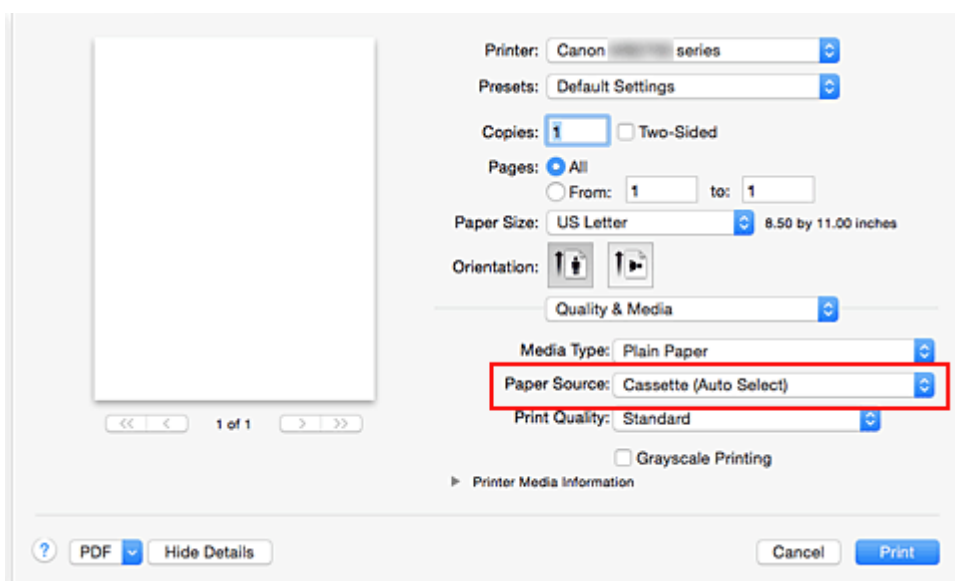 Printer: Canon series
Presets: Default Settings
Copies: 1 Two-Sided
Pages: All
From: 1 to: 1
Paper Size: US Letter 8.50 by 11.00 inches
Orientation:
Quality & Media
Media Type: Plain Paper
Paper Source: Cassette (Auto Select)
Print Quality: Standard
Grayscale Printing
Printer Media Information
1 of 1
? PDF Hide Details Cancel Print